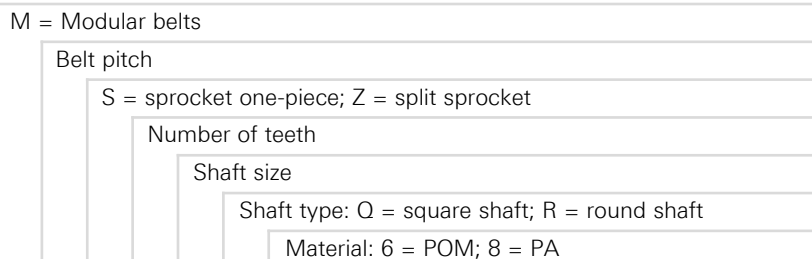 M = Modular belts
Belt pitch
S = sprocket one-piece; Z = split sprocket
Number of teeth
Shaft size
Shaft type: Q = square shaft; R = round shaft
Material: 6 = POM; 8 = PA